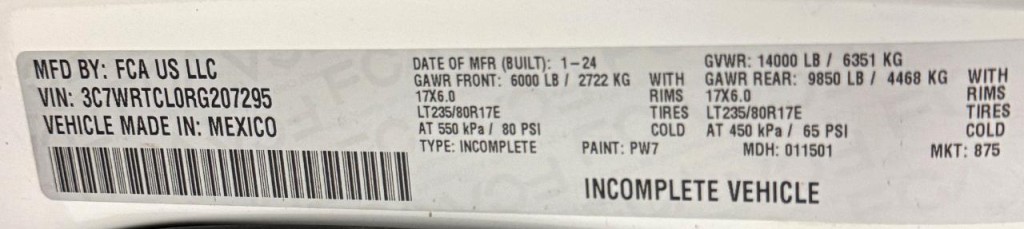 MFD BY: FCA US LLC
VIN: 3C7WRTCL0RG207295
VEHICLE MADE IN: MEXICO
DATE OF MFR (BUILT): 1-24 GVWR: 14000 LB / 6351 KG
GAWR FRONT: 6000 LB / 2722 KG WITH GAWR REAR: 9850 LB / 4468 KG WITH
17X6.0 RIMS 17X6.0 RIMS
LT235/80R17E TIRES LT235/80R17E TIRES
AT 550 kPa / 80 PSI COLD AT 450 kPa / 65 PSI COLD
TYPE: INCOMPLETE PAINT: PW7 MDH: 011501 MKT: 875
INCOMPLETE VEHICLE